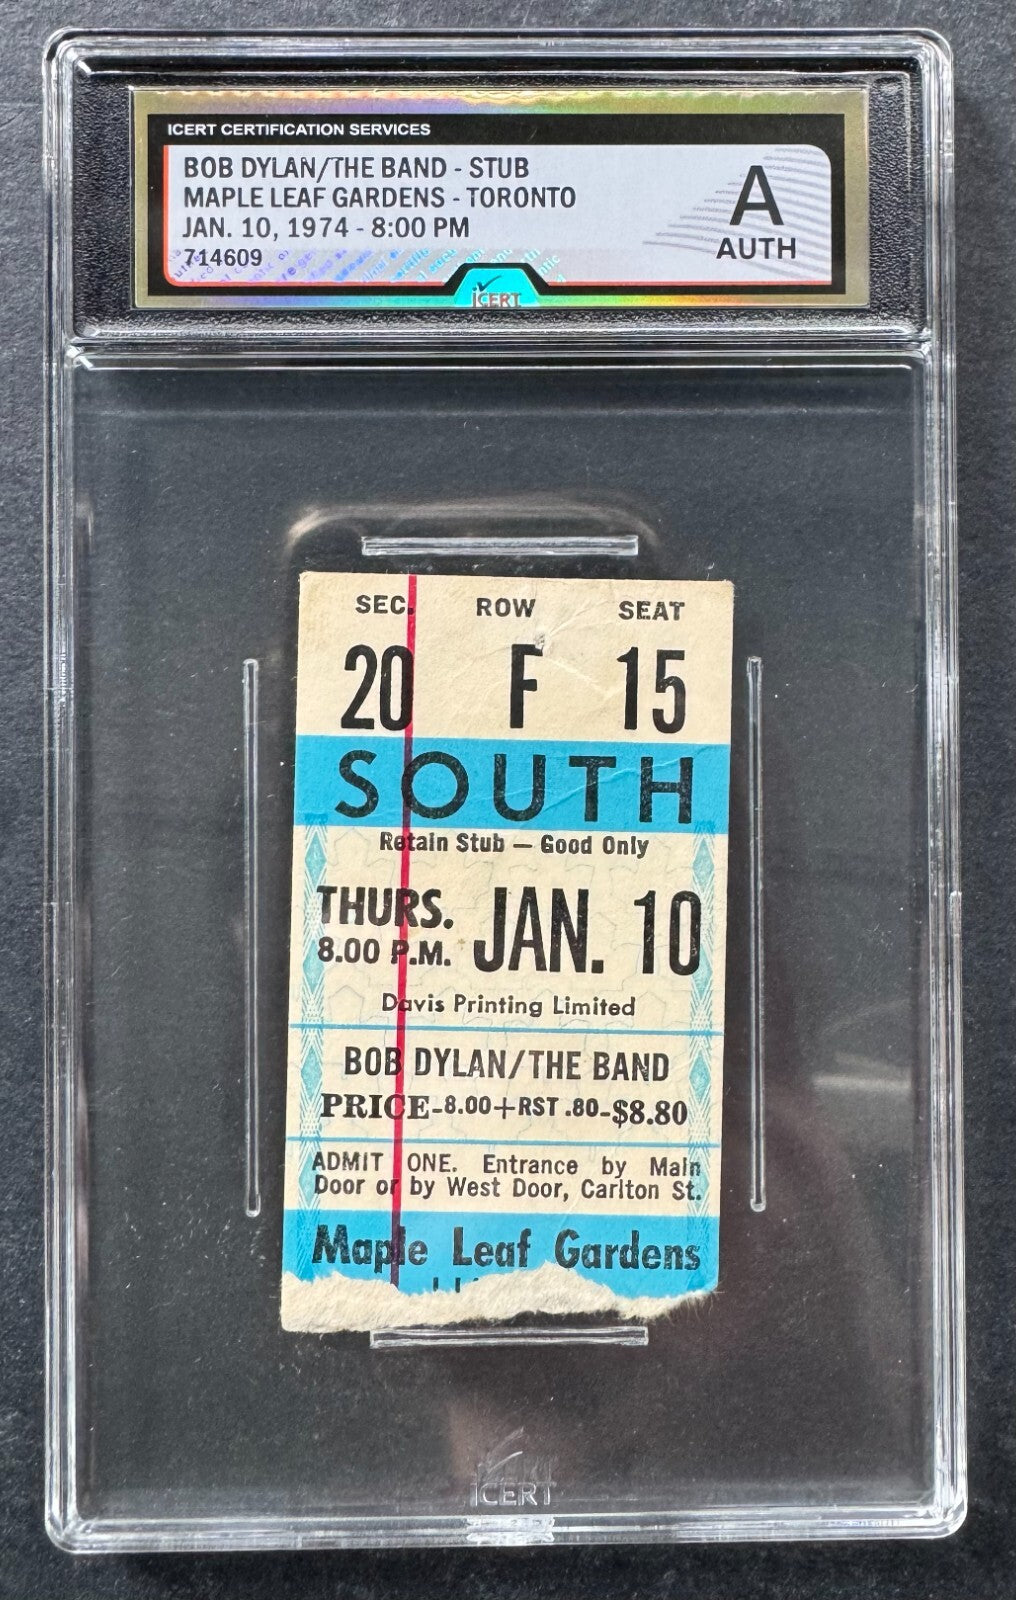 ICERT CERTIFICATION SERVICES
BOB DYLAN/THE BAND - STUB
MAPLE LEAF GARDENS - TORONTO
JAN. 10, 1974 - 8:00 PM
714609
A
AUTH
ICERT
SEC. ROW SEAT
20 F 15
SOUTH
Retain Stub — Good Only
THURS.
8.00 P.M. JAN. 10
Davis Printing Limited
BOB DYLAN/THE BAND
PRICE-8.00+RST .80-$8.80
ADMIT ONE. Entrance by Main
Door or by West Door, Carlton St.
Maple Leaf Gardens
ICERT